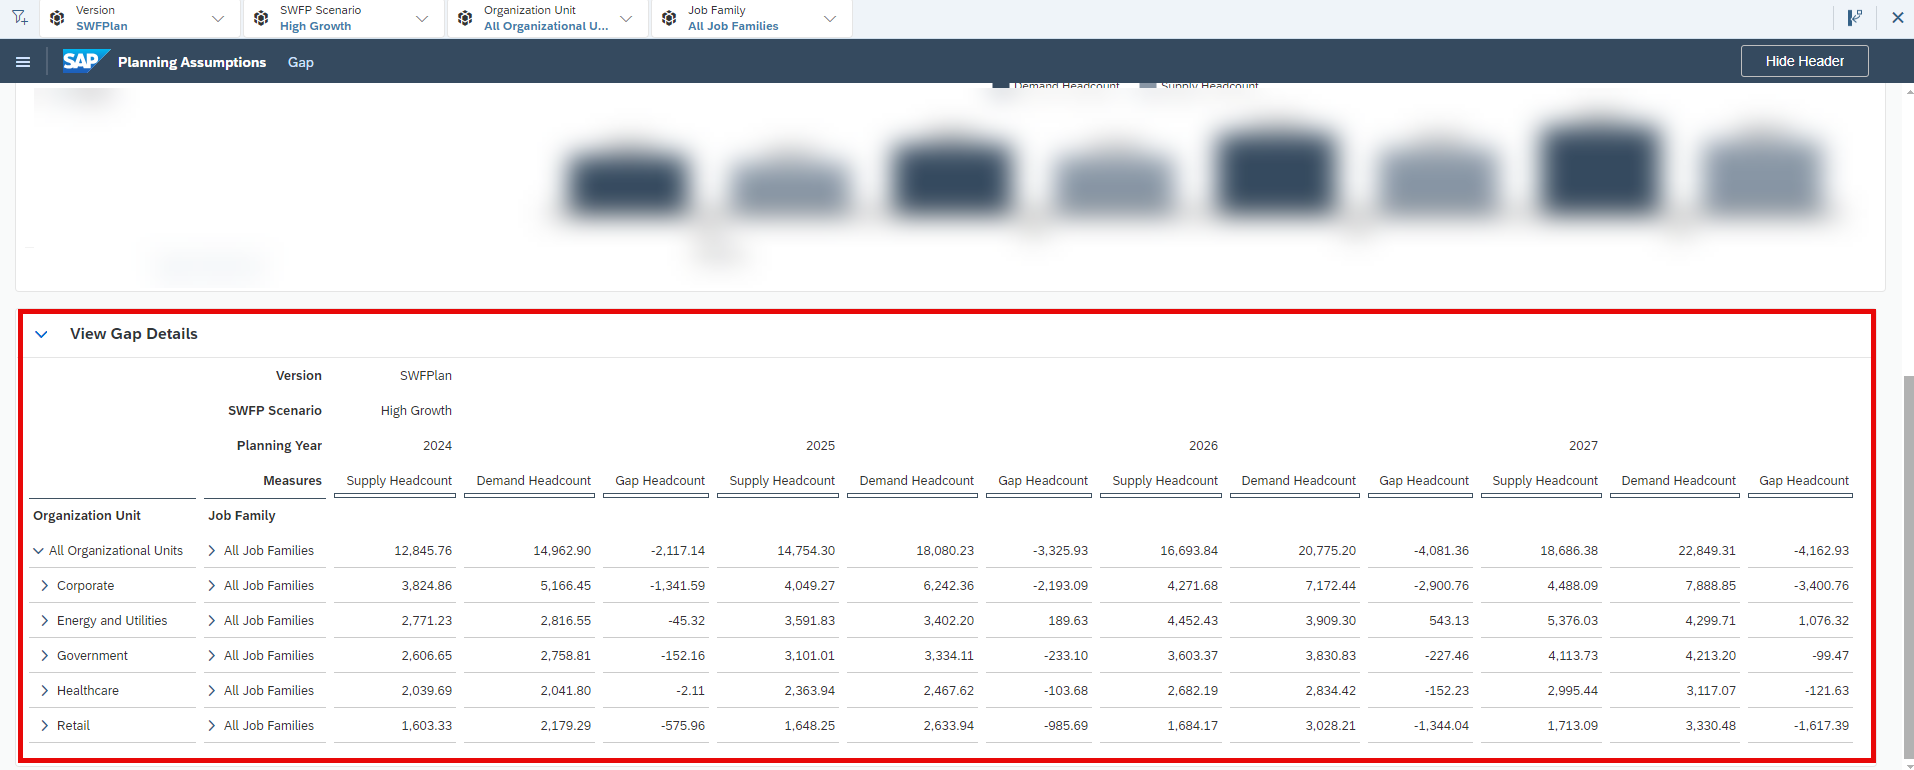 Version
SWFPlan
SWFP Scenario
High Growth
Organization Unit
All Organizational U...
Job Family
All Job Families
SAP Planning Assumptions Gap Hide Header
Demand Headcount Supply Headcount
View Gap Details
Version SWFPlan
SWFP Scenario High Growth
Planning Year 2024 2025 2026 2027
Measures Supply Headcount Demand Headcount Gap Headcount Supply Headcount Demand Headcount Gap Headcount Supply Headcount Demand Headcount Gap Headcount Supply Headcount Demand Headcount Gap Headcount
Organization Unit Job Family
All Organizational Units All Job Families 12,845.76 14,962.90 -2,117.14 14,754.30 18,080.23 -3,325.93 16,693.84 20,775.20 -4,081.36 18,686.38 22,849.31 -4,162.93
Corporate All Job Families 3,824.86 5,166.45 -1,341.59 4,049.27 6,242.36 -2,193.09 4,271.68 7,172.44 -2,900.76 4,488.09 7,888.85 -3,400.76
Energy and Utilities All Job Families 2,771.23 2,816.55 -45.32 3,591.83 3,402.20 189.63 4,452.43 3,909.30 543.13 5,376.03 4,299.71 1,076.32
Government All Job Families 2,606.65 2,758.81 -152.16 3,101.01 3,334.11 -233.10 3,603.37 3,830.83 -227.46 4,113.73 4,213.20 -99.47
Healthcare All Job Families 2,039.69 2,041.80 -2.11 2,363.94 2,467.62 -103.68 2,682.19 2,834.42 -152.23 2,995.44 3,117.07 -121.63
Retail All Job Families 1,603.33 2,179.29 -575.96 1,648.25 2,633.94 -985.69 1,684.17 3,028.21 -1,344.04 1,713.09 3,330.48 -1,617.39